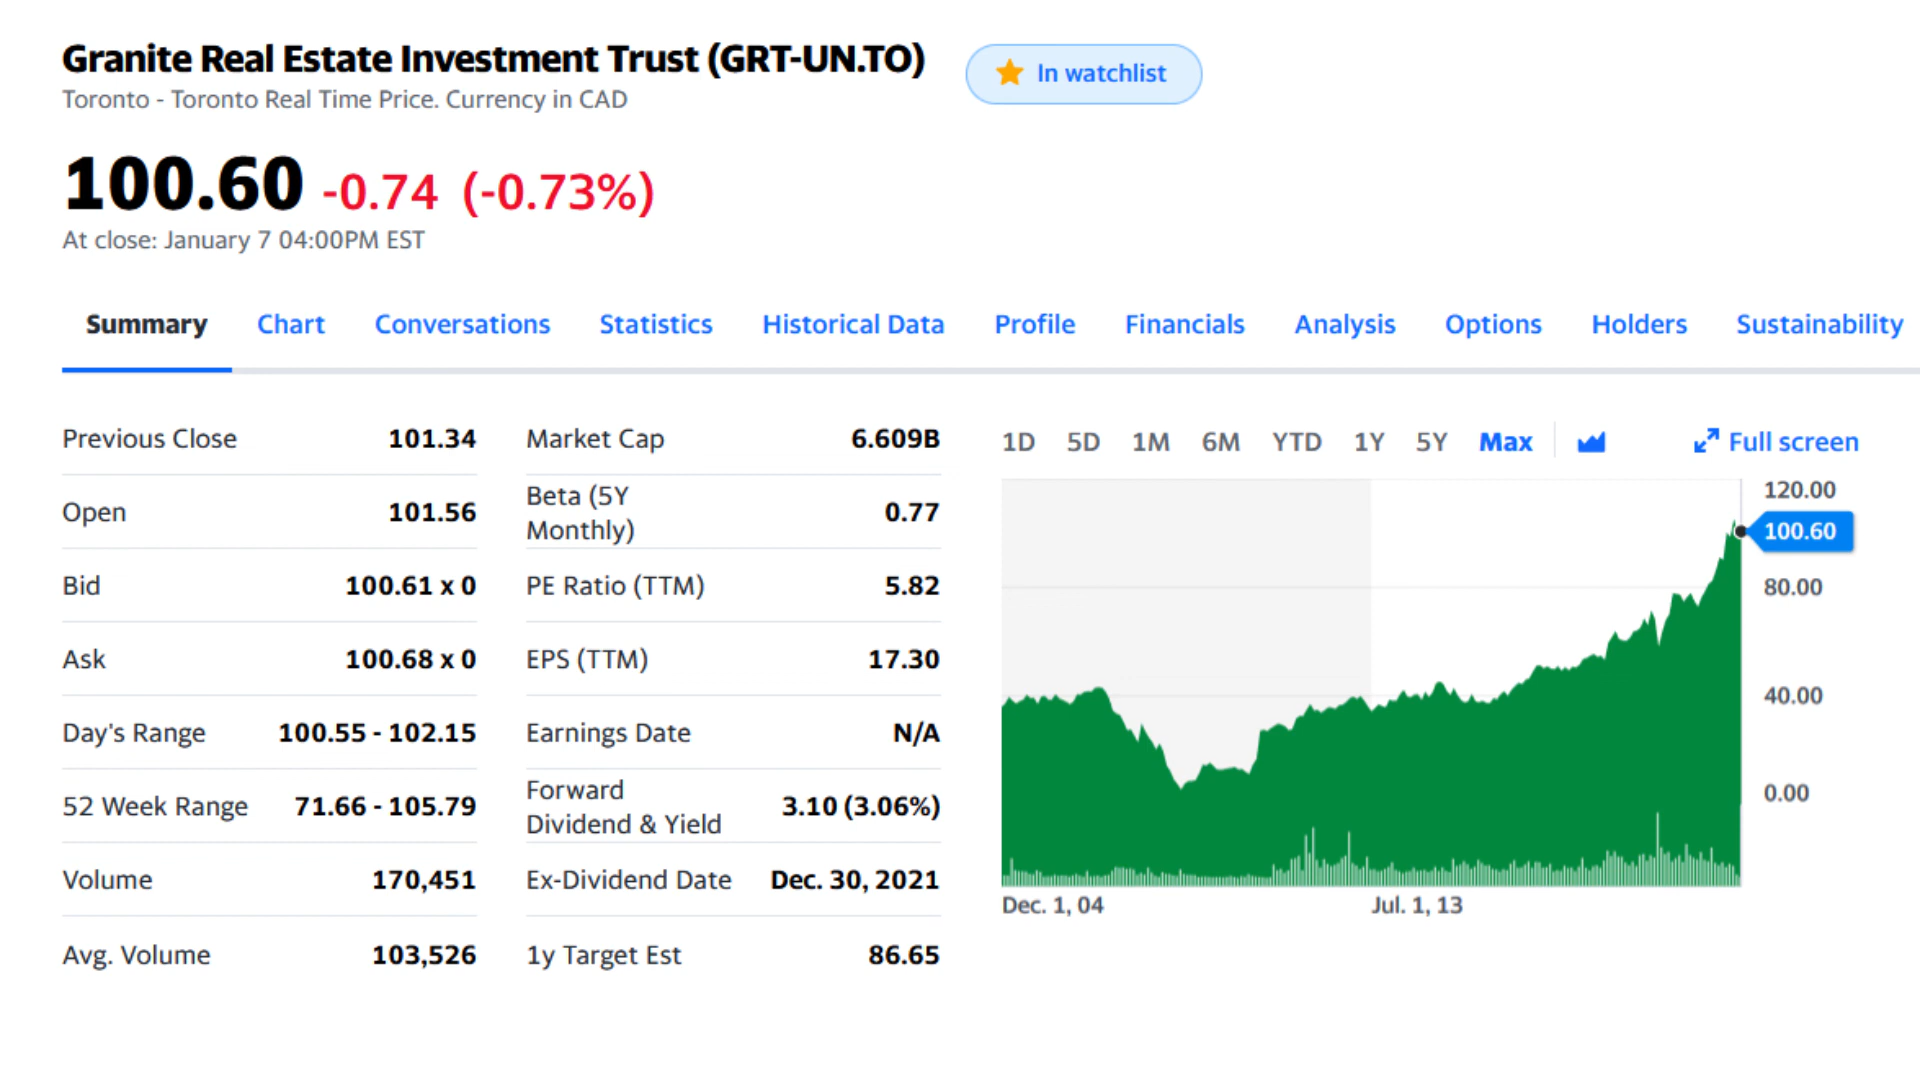 Granite Real Estate Investment Trust (GRT-UN.TO)
In watchlist
Toronto - Toronto Real Time Price. Currency in CAD
100.60 -0.74 (-0.73%)
At close: January 7 04:00PM EST
Summary Chart Conversations Statistics Historical Data Profile Financials Analysis Options Holders Sustainability
Previous Close 101.34
Open 101.56
Bid 100.61 x 0
Ask 100.68 x 0
Day's Range 100.55 - 102.15
52 Week Range 71.66 - 105.79
Volume 170,451
Avg. Volume 103,526
Market Cap 6.609B
Beta (5Y
Monthly) 0.77
PE Ratio (TTM) 5.82
EPS (TTM) 17.30
Earnings Date N/A
Forward
Dividend & Yield 3.10 (3.06%)
Ex-Dividend Date Dec. 30, 2021
1y Target Est 86.65
1D 5D 1M 6M YTD 1Y 5Y Max Full screen
120.00
100.60
80.00
40.00
0.00
Dec. 1, 04 Jul. 1, 13